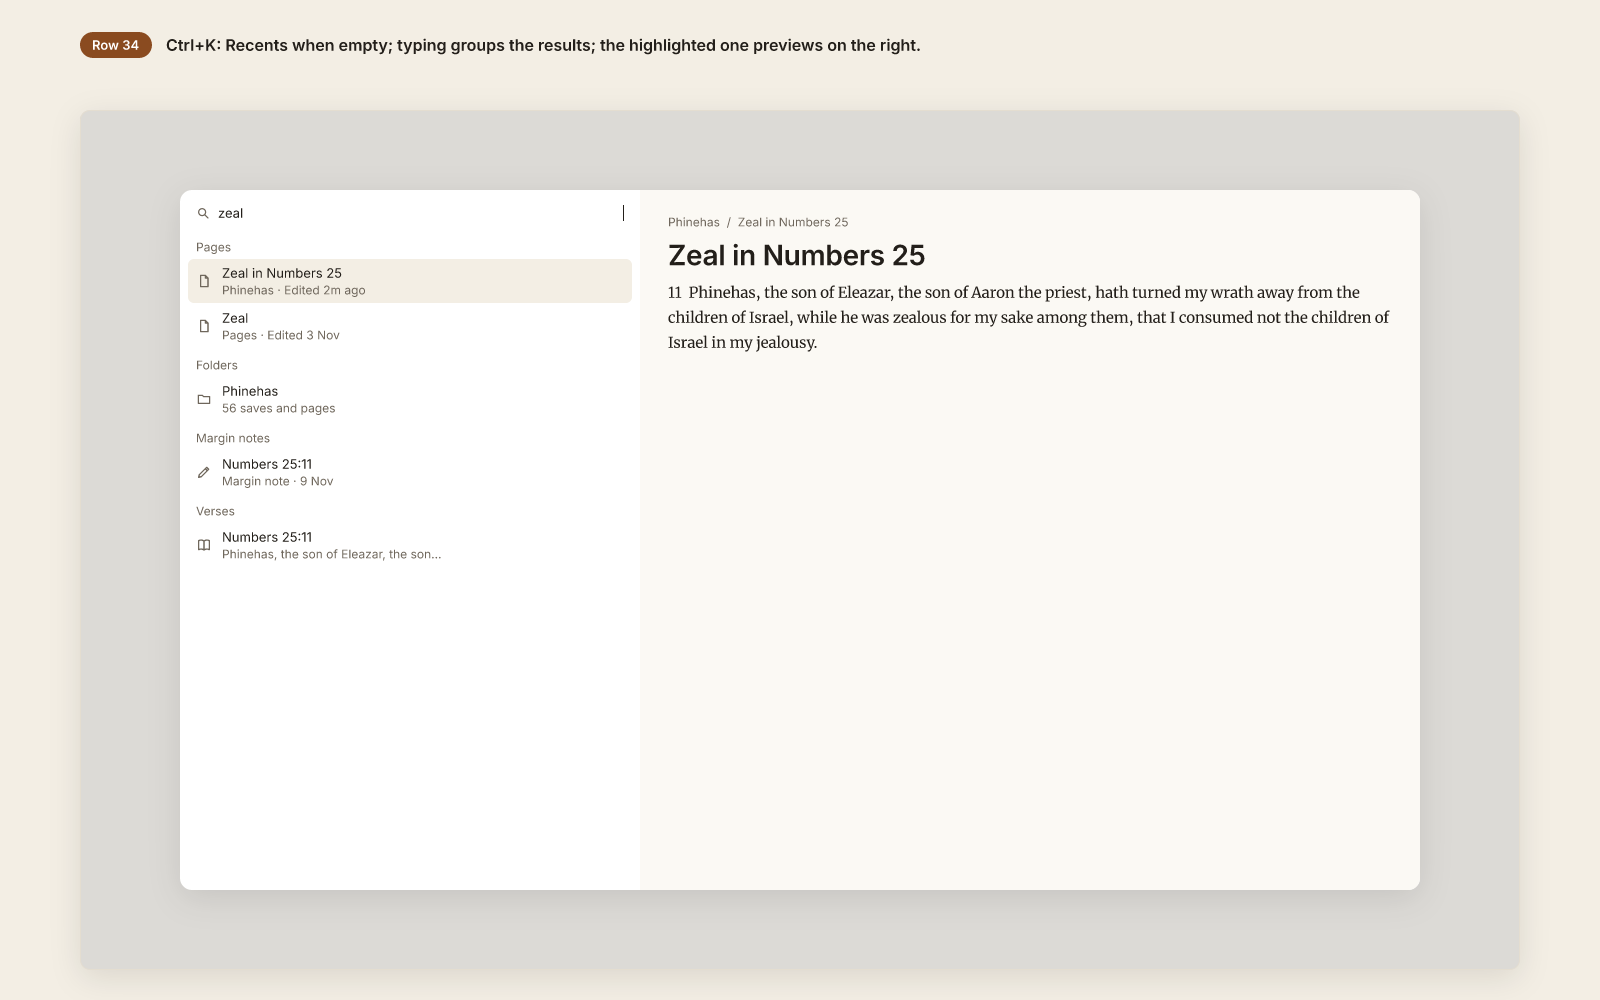 Row 34
Ctrl+K: Recents when empty; typing groups the results; the highlighted one previews on the right.
zeal
Pages
Zeal in Numbers 25
Phinehas · Edited 2m ago
Zeal
Pages · Edited 3 Nov
Folders
Phinehas
56 saves and pages
Margin notes
Numbers 25:11
Margin note · 9 Nov
Verses
Numbers 25:11
Phinehas, the son of Eleazar, the son...
Phinehas / Zeal in Numbers 25
Zeal in Numbers 25
11 Phinehas, the son of Eleazar, the son of Aaron the priest, hath turned my wrath away from the
children of Israel, while he was zealous for my sake among them, that I consumed not the children of
Israel in my jealousy.